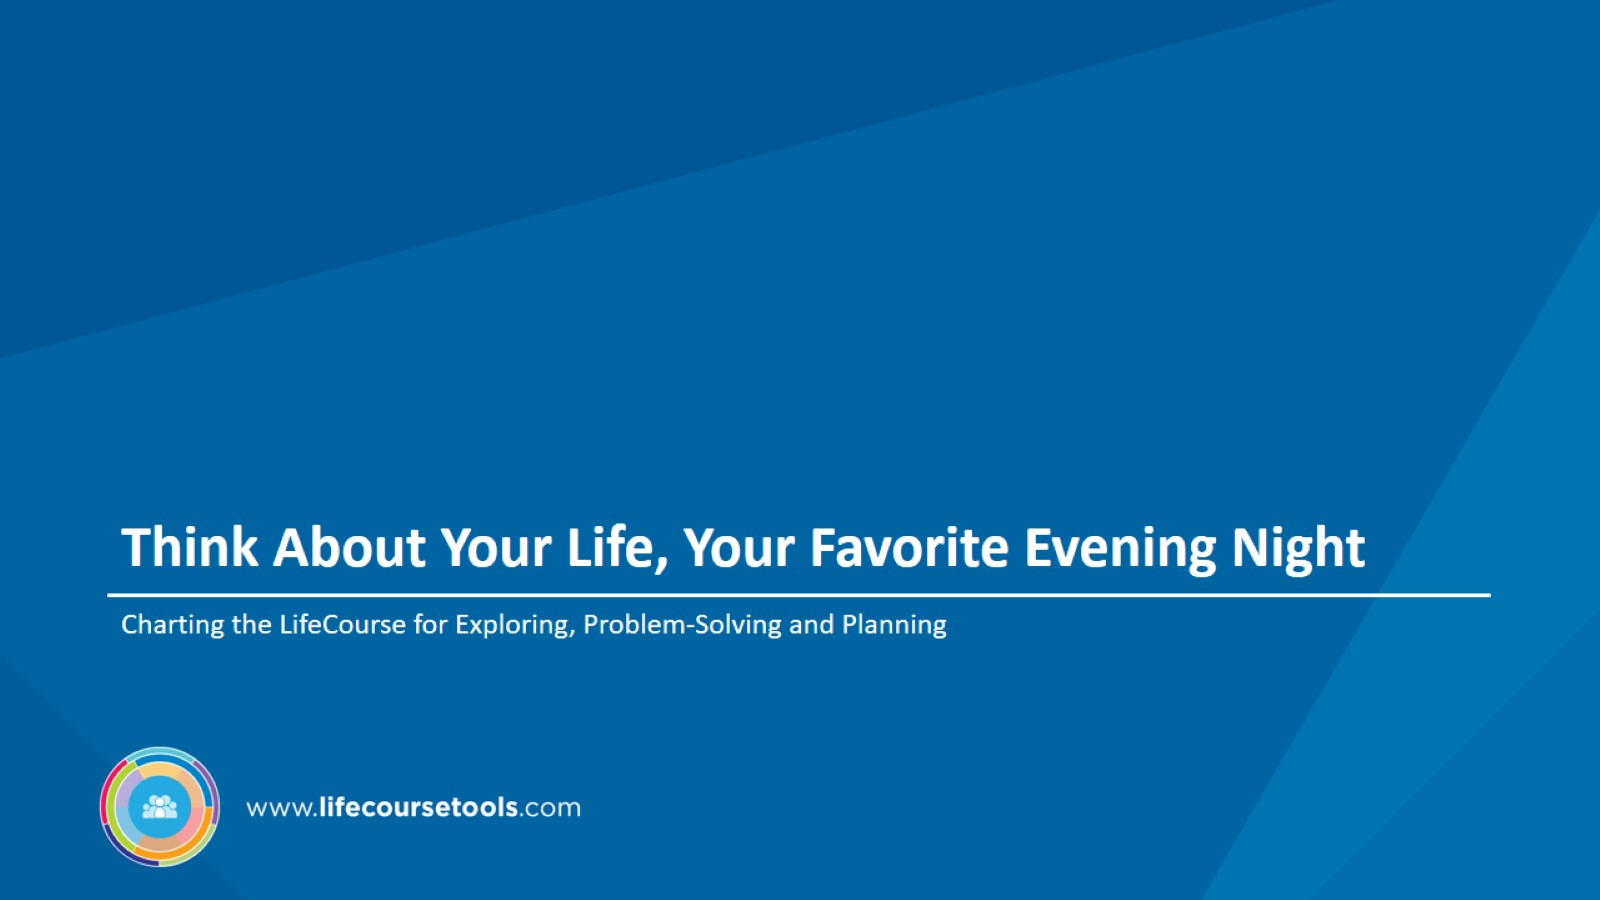 Think About Your Life, Your Favorite Evening Night
Charting the LifeCourse for Exploring, Problem-Solving and Planning
www.lifecoursetools.com